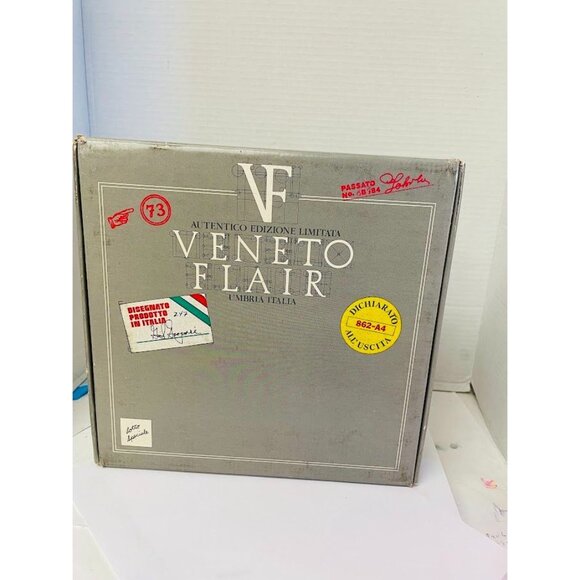 VF
PASSATO
No.
73
AUTENTICO EDIZIONE LIMITATA
VENETO
FLAIR
UMBRIA ITALIA
DISEGNATO
PRODOTTO
IN ITALIA
DICHIARATO
862-A4
ALL'USCITA